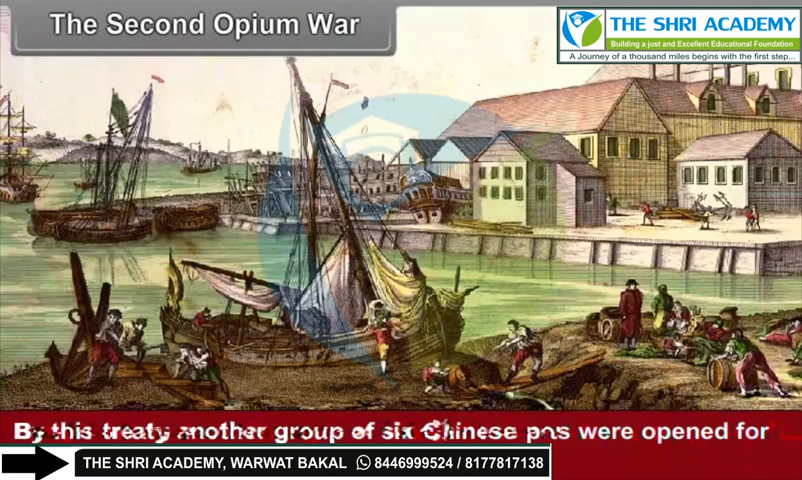 The Second Opium War
THE SHRI ACADEMY
Building a just and Excellent Educational Foundation
A Journey of a thousand miles begins with the first step...
By this treaty another group of six Chinese pos were opened for
THE SHRI ACADEMY, WARWAT BAKAL 8446999524 / 8177817138